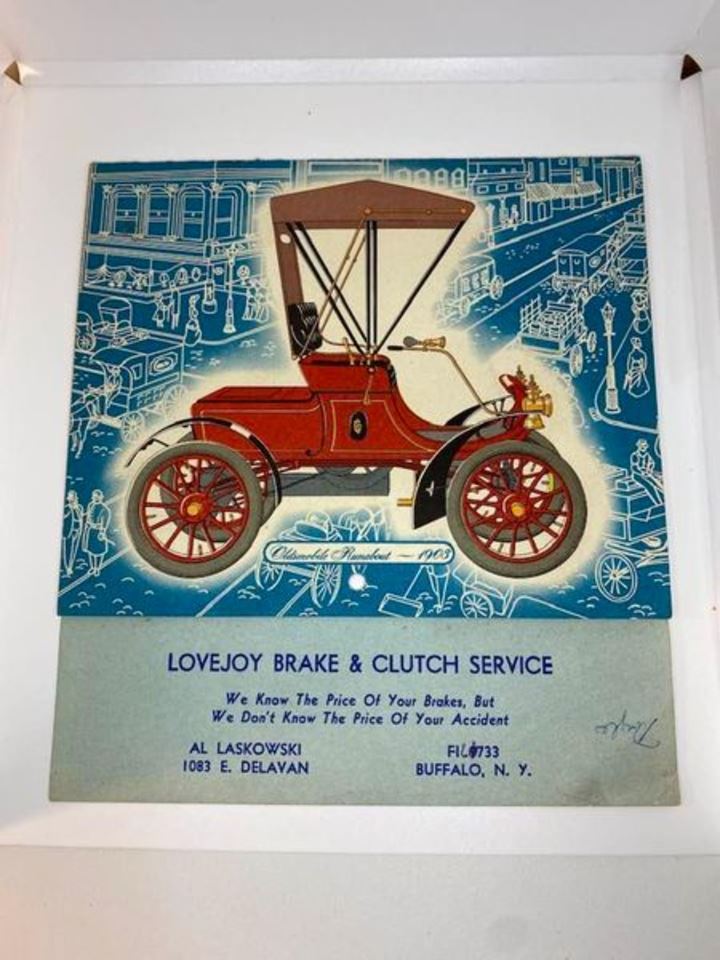 Oldsmobile Runabout — 1903
LOVEJOY BRAKE & CLUTCH SERVICE
We Know The Price Of Your Brakes, But
We Don't Know The Price Of Your Accident
AL LASKOWSKI
1083 E. DELAVAN
733
BUFFALO, N. Y.